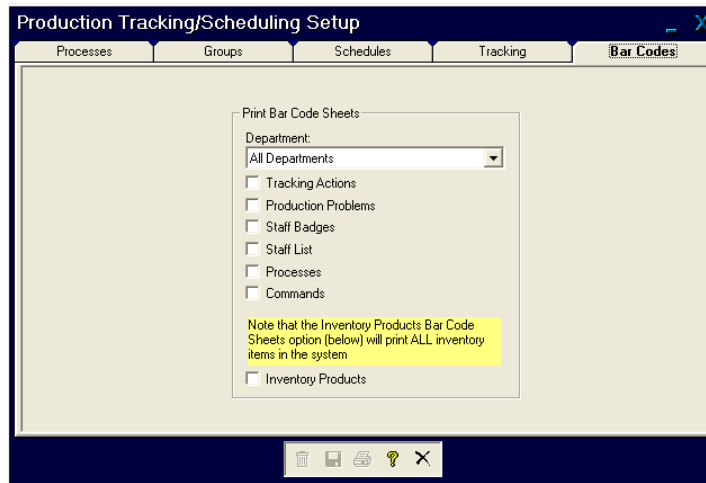 Production Tracking/Scheduling Setup
Processes
Groups
Schedules
Tracking
Bar Codes
Print Bar Code Sheets
Department:
All Departments
Tracking Actions
Production Problems
Staff Badges
Staff List
Processes
Commands
Note that the Inventory Products Bar Code
Sheets option (below) will print ALL inventory
items in the system
Inventory Products